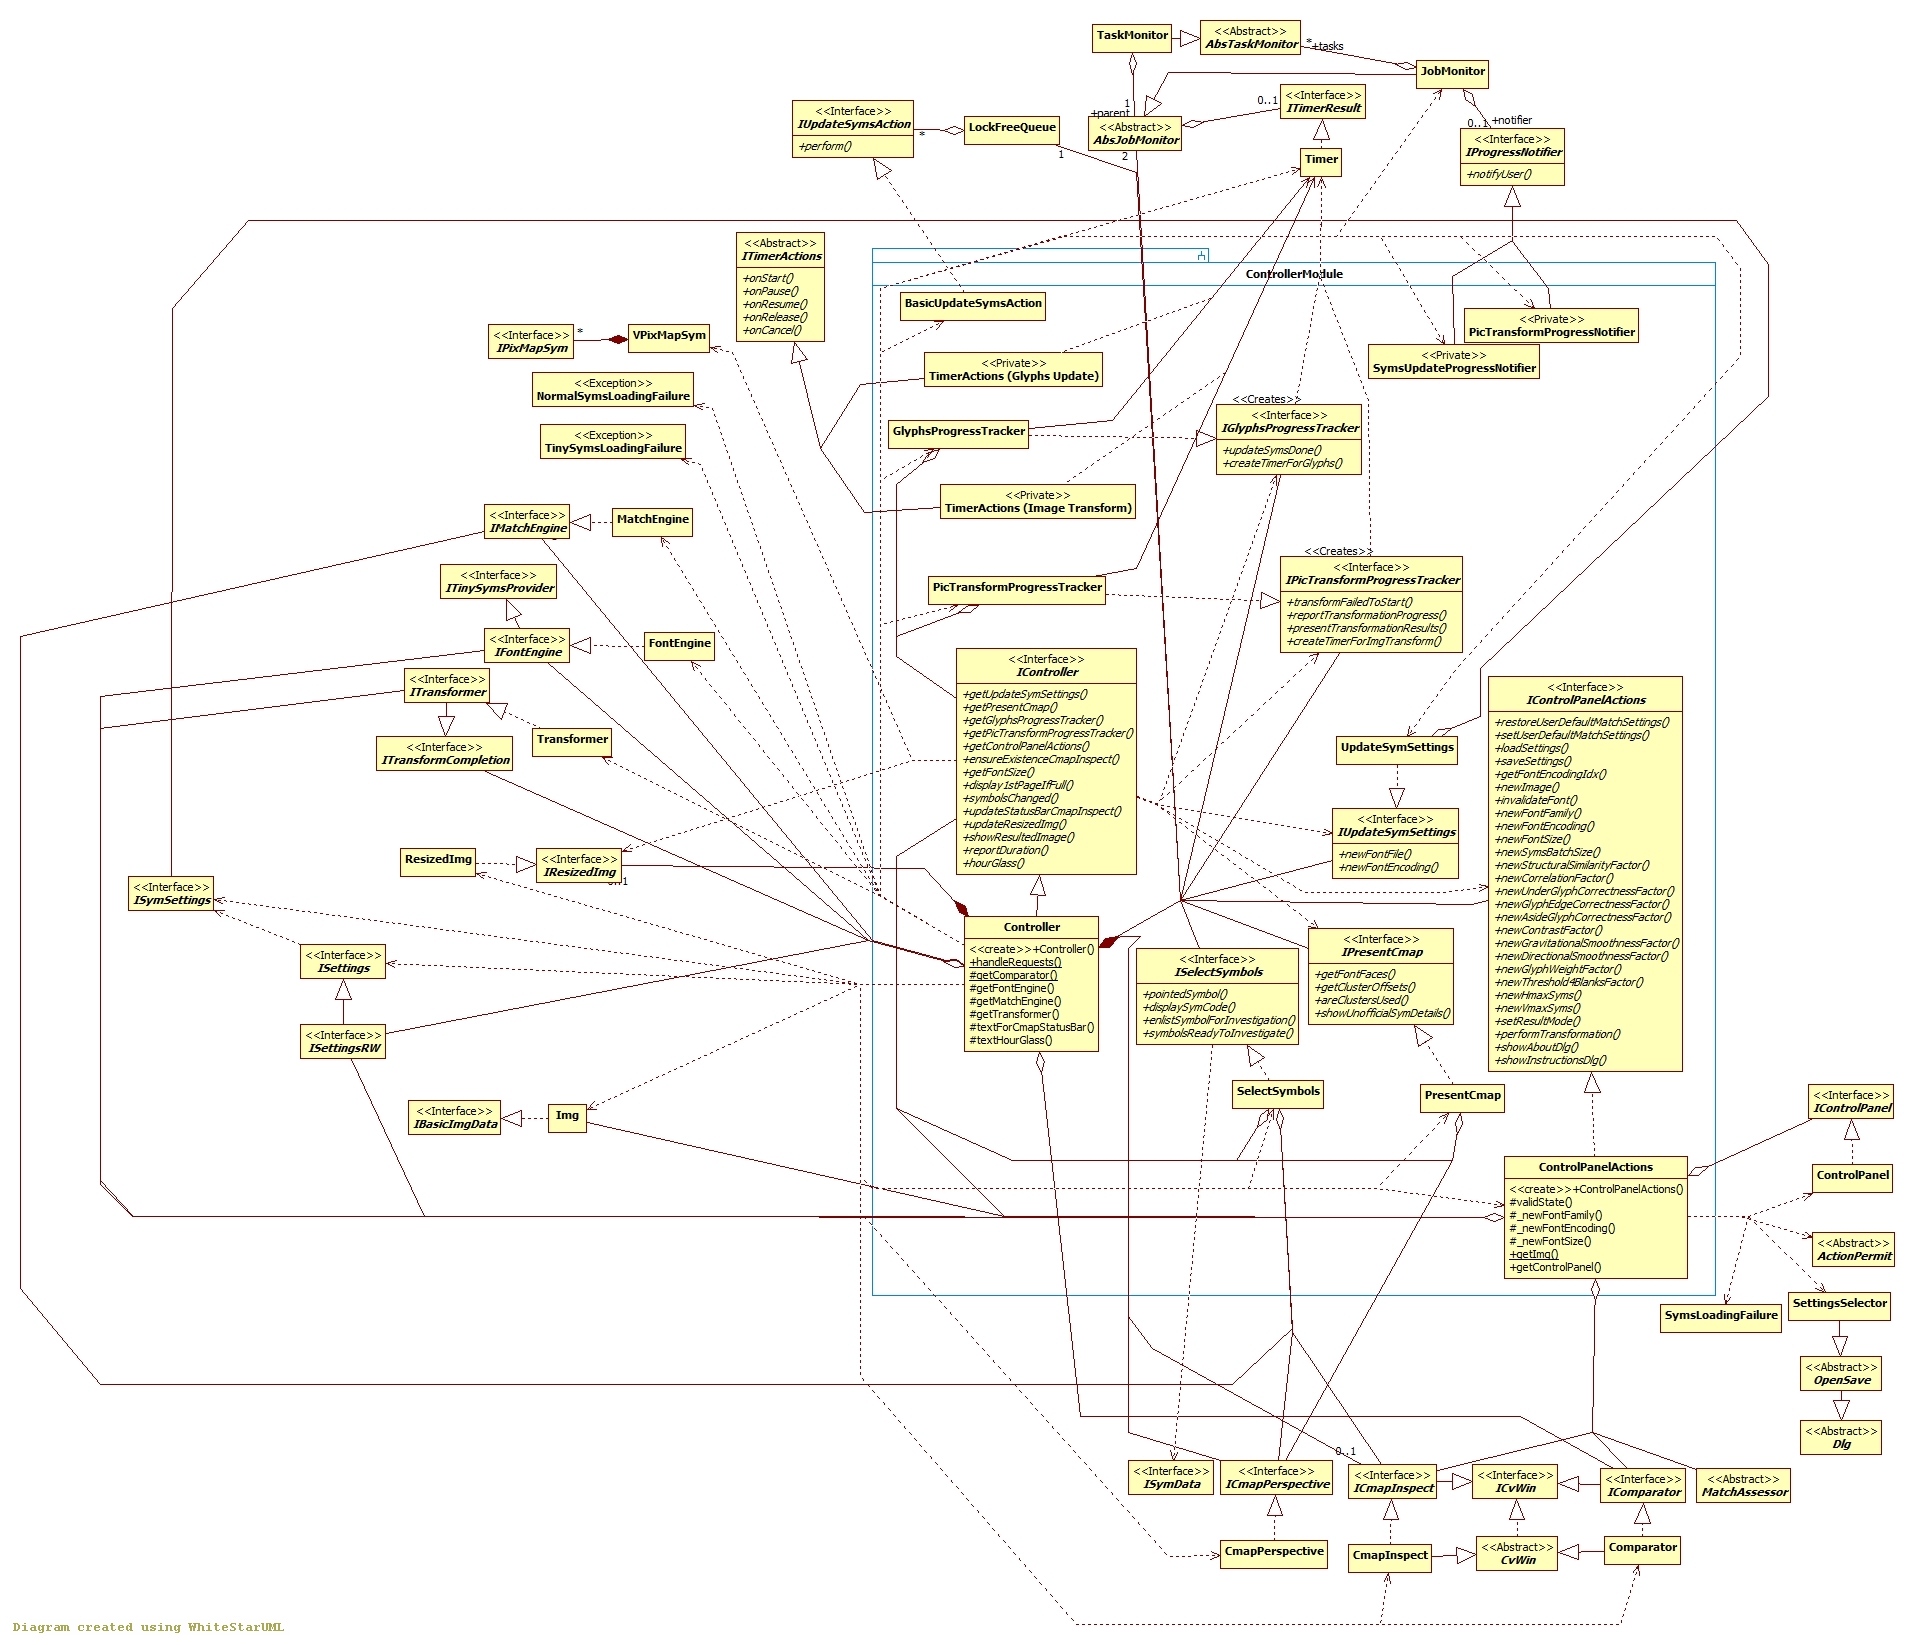 TaskMonitor
<<Abstract>>
AbsTaskMonitor
*
+tasks
JobMonitor
<<Interface>>
ITimerResult
0..1
1
+parent
<<Abstract>>
AbsJobMonitor
2
<<Interface>>
IUpdateSymsAction
+perform()
*
LockFreeQueue
1
Timer
0..1
+notifier
<<Interface>>
IProgressNotifier
+notifyUser()
<<Abstract>>
ITimerActions
+onStart()
+onPause()
+onResume()
+onRelease()
+onCancel()
ControllerModule
BasicUpdateSymsAction
<<Private>>
PicTransformProgressNotifier
<<Private>>
SymsUpdateProgressNotifier
<<Interface>>
IPixMapSym
*
VPixMapSym
<<Private>>
TimerActions (Glyphs Update)
<<Exception>>
NormalSymsLoadingFailure
<<Creates>>
<<Interface>>
IGlyphsProgressTracker
+updateSymsDone()
+createTimerForGlyphs()
GlyphsProgressTracker
<<Exception>>
TinySymsLoadingFailure
<<Private>>
TimerActions (Image Transform)
<<Interface>>
IMatchEngine
MatchEngine
<<Creates>>
<<Interface>>
IPicTransformProgressTracker
+transformFailedToStart()
+reportTransformationProgress()
+presentTransformationResults()
+createTimerForImgTransform()
<<Interface>>
ITinySymsProvider
PicTransformProgressTracker
<<Interface>>
IFontEngine
FontEngine
<<Interface>>
IController
+getUpdateSymSettings()
+getPresentCmap()
+getGlyphsProgressTracker()
+getPicTransformProgressTracker()
+getControlPanelActions()
+ensureExistenceCmapInspect()
+getFontSize()
+display1stPageIfFull()
+symbolsChanged()
+updateStatusBarCmapInspect()
+updateResizedImg()
+showResultedImage()
+reportDuration()
+hourGlass()
<<Interface>>
ITransformer
Transformer
<<Interface>>
ITransformCompletion
<<Interface>>
IControlPanelActions
+restoreUserDefaultMatchSettings()
+setUserDefaultMatchSettings()
+loadSettings()
+saveSettings()
+getFontEncodingIdx()
+newImage()
+invalidateFont()
+newFontFamily()
+newFontEncoding()
+newFontSize()
+newSymsBatchSize()
+newStructuralSimilarityFactor()
+newCorrelationFactor()
+newUnderGlyphCorrectnessFactor()
+newGlyphEdgeCorrectnessFactor()
+newAsideGlyphCorrectnessFactor()
+newContrastFactor()
+newGravitationalSmoothnessFactor()
+newDirectionalSmoothnessFactor()
+newGlyphWeightFactor()
+newThreshold4BlanksFactor()
+newHmaxSyms()
+newVmaxSyms()
+setResultMode()
+performTransformation()
+showAboutDlg()
+showInstructionsDlg()
UpdateSymSettings
<<Interface>>
IUpdateSymSettings
+newFontFile()
+newFontEncoding()
ResizedImg
<<Interface>>
IResizedImg
<<Interface>>
ISymSettings
Controller
<<create>>+Controller()
+handleRequests()
#getComparator()
#getFontEngine()
#getMatchEngine()
#getTransformer()
#textForCmapStatusBar()
#textHourGlass()
<<Interface>>
IPresentCmap
+getFontFaces()
+getClusterOffsets()
+areClustersUsed()
+showUnofficialSymDetails()
<<Interface>>
ISelectSymbols
+pointedSymbol()
+displaySymCode()
+enlistSymbolForInvestigation()
+symbolsReadyToInvestigate()
<<Interface>>
ISettings
<<Interface>>
ISettingsRW
SelectSymbols
PresentCmap
<<Interface>>
IControlPanel
<<Interface>>
IBasicImgData
Img
ControlPanelActions
<<create>>+ControlPanelActions()
#validState()
#_newFontFamily()
#_newFontEncoding()
#_newFontSize()
+getImg()
+getControlPanel()
ControlPanel
<<Abstract>>
ActionPermit
SettingsSelector
SymsLoadingFailure
<<Abstract>>
OpenSave
<<Abstract>>
Dlg
0..1
<<Interface>>
ISymData
<<Interface>>
ICmapPerspective
<<Interface>>
ICmapInspect
<<Interface>>
ICvWin
<<Interface>>
IComparator
<<Abstract>>
MatchAssessor
CmapPerspective
CmapInspect
<<Abstract>>
CvWin
Comparator
Diagram created using WhiteStarUML